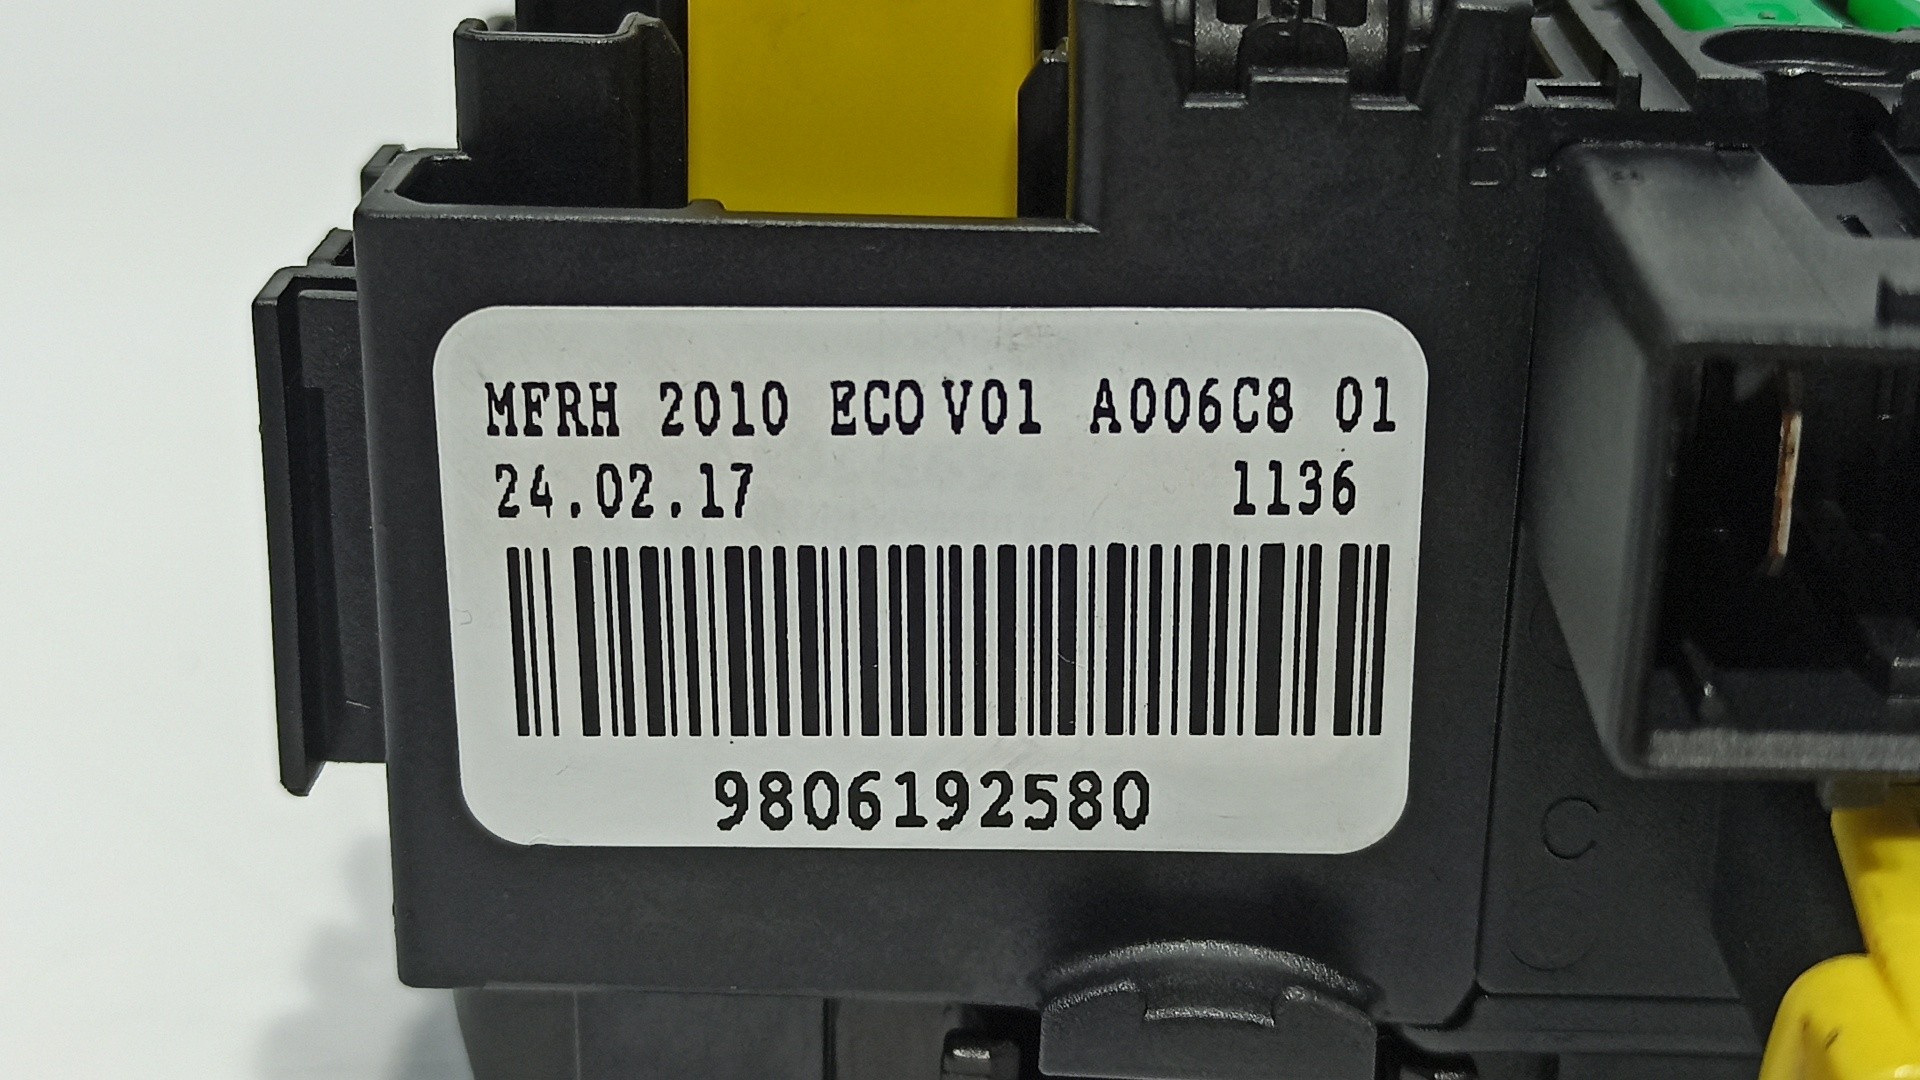 MFRH 2010 ECO V01 A006C8 01
24.02.17 1136
9806192580
C